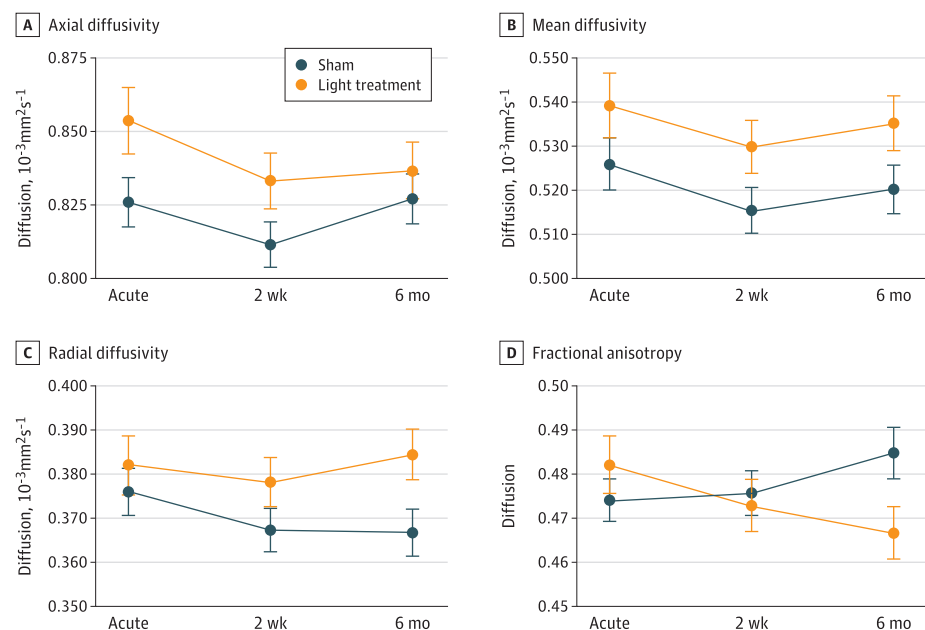 A Axial diffusivity
Diffusion, 10⁻³mm²s⁻¹
0.875
0.850
0.825
0.800
Sham
Light treatment
Acute 2 wk 6 mo
B Mean diffusivity
Diffusion, 10⁻³mm²s⁻¹
0.550
0.540
0.530
0.520
0.510
0.500
Acute 2 wk 6 mo
C Radial diffusivity
Diffusion, 10⁻³mm²s⁻¹
0.400
0.390
0.380
0.370
0.360
0.350
Acute 2 wk 6 mo
D Fractional anisotropy
Diffusion
0.50
0.49
0.48
0.47
0.46
0.45
Acute 2 wk 6 mo